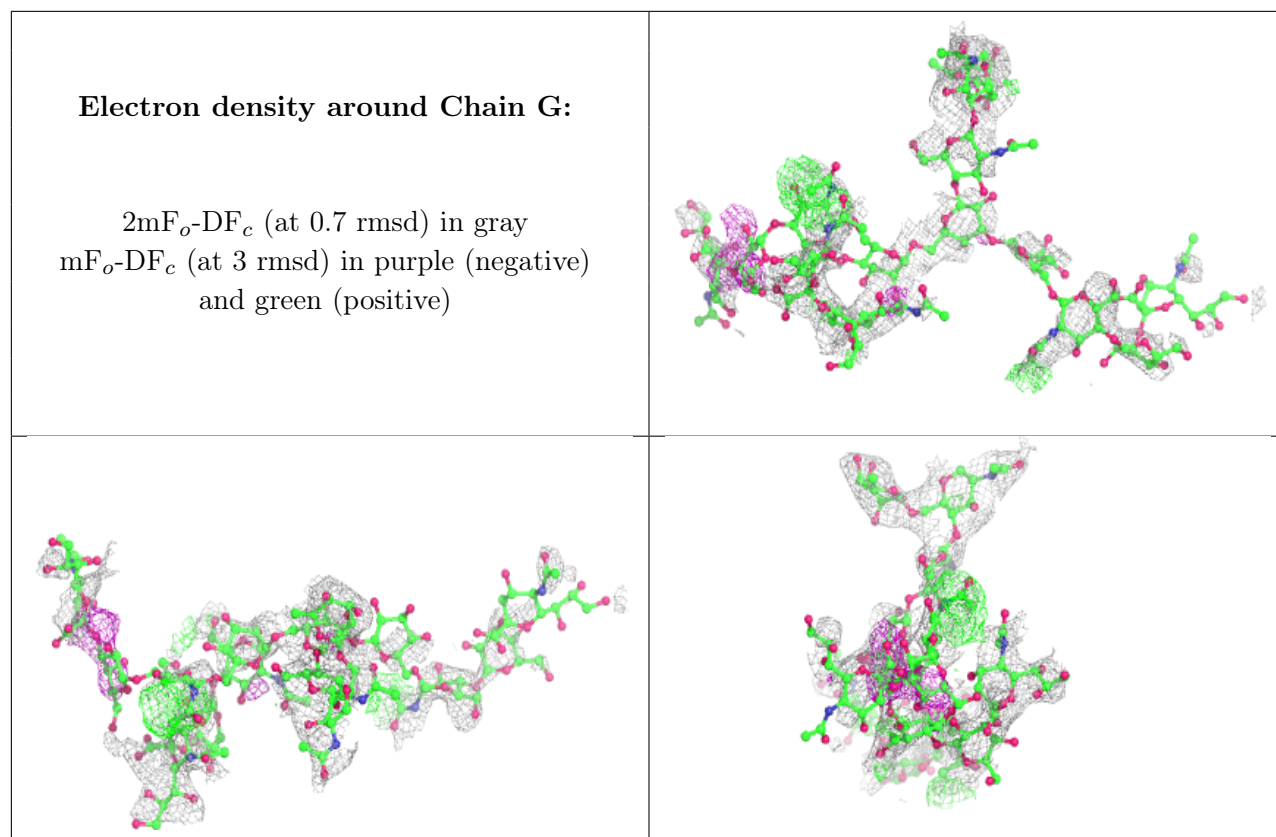 Electron density around Chain G:
2mFo-DFc (at 0.7 rmsd) in gray
mFo-DFc (at 3 rmsd) in purple (negative)
and green (positive)